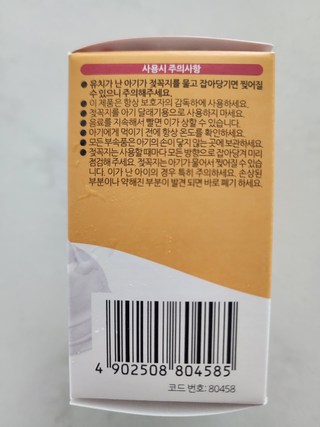 사용시 주의사항
● 유치가 난 아기가 젖꼭지를 물고 잡아당기면 찢어질
수 있으니 주의해주세요.
● 이 제품은 항상 보호자의 감독하에 사용하세요.
● 젖꼭지를 아기 달래기용으로 사용하지 마세요.
● 음료를 지속해서 빨면 이가 상할 수 있습니다.
● 아기에게 먹이기 전에 항상 온도를 확인하세요.
● 모든 부속품은 아기의 손이 닿지 않는 곳에 보관하세요.
● 젖꼭지는 사용할 때마다 모든 방향으로 잡아당겨 미리
점검해 주세요. 젖꼭지는 아기가 물어서 찢어질 수 있습
니다. 이가 난 아이의 경우 특히 주의하세요. 손상된
부분이나 약해진 부분이 발견 되면 바로 폐기 하세요.
4 902508 804585
코드 번호: 80458